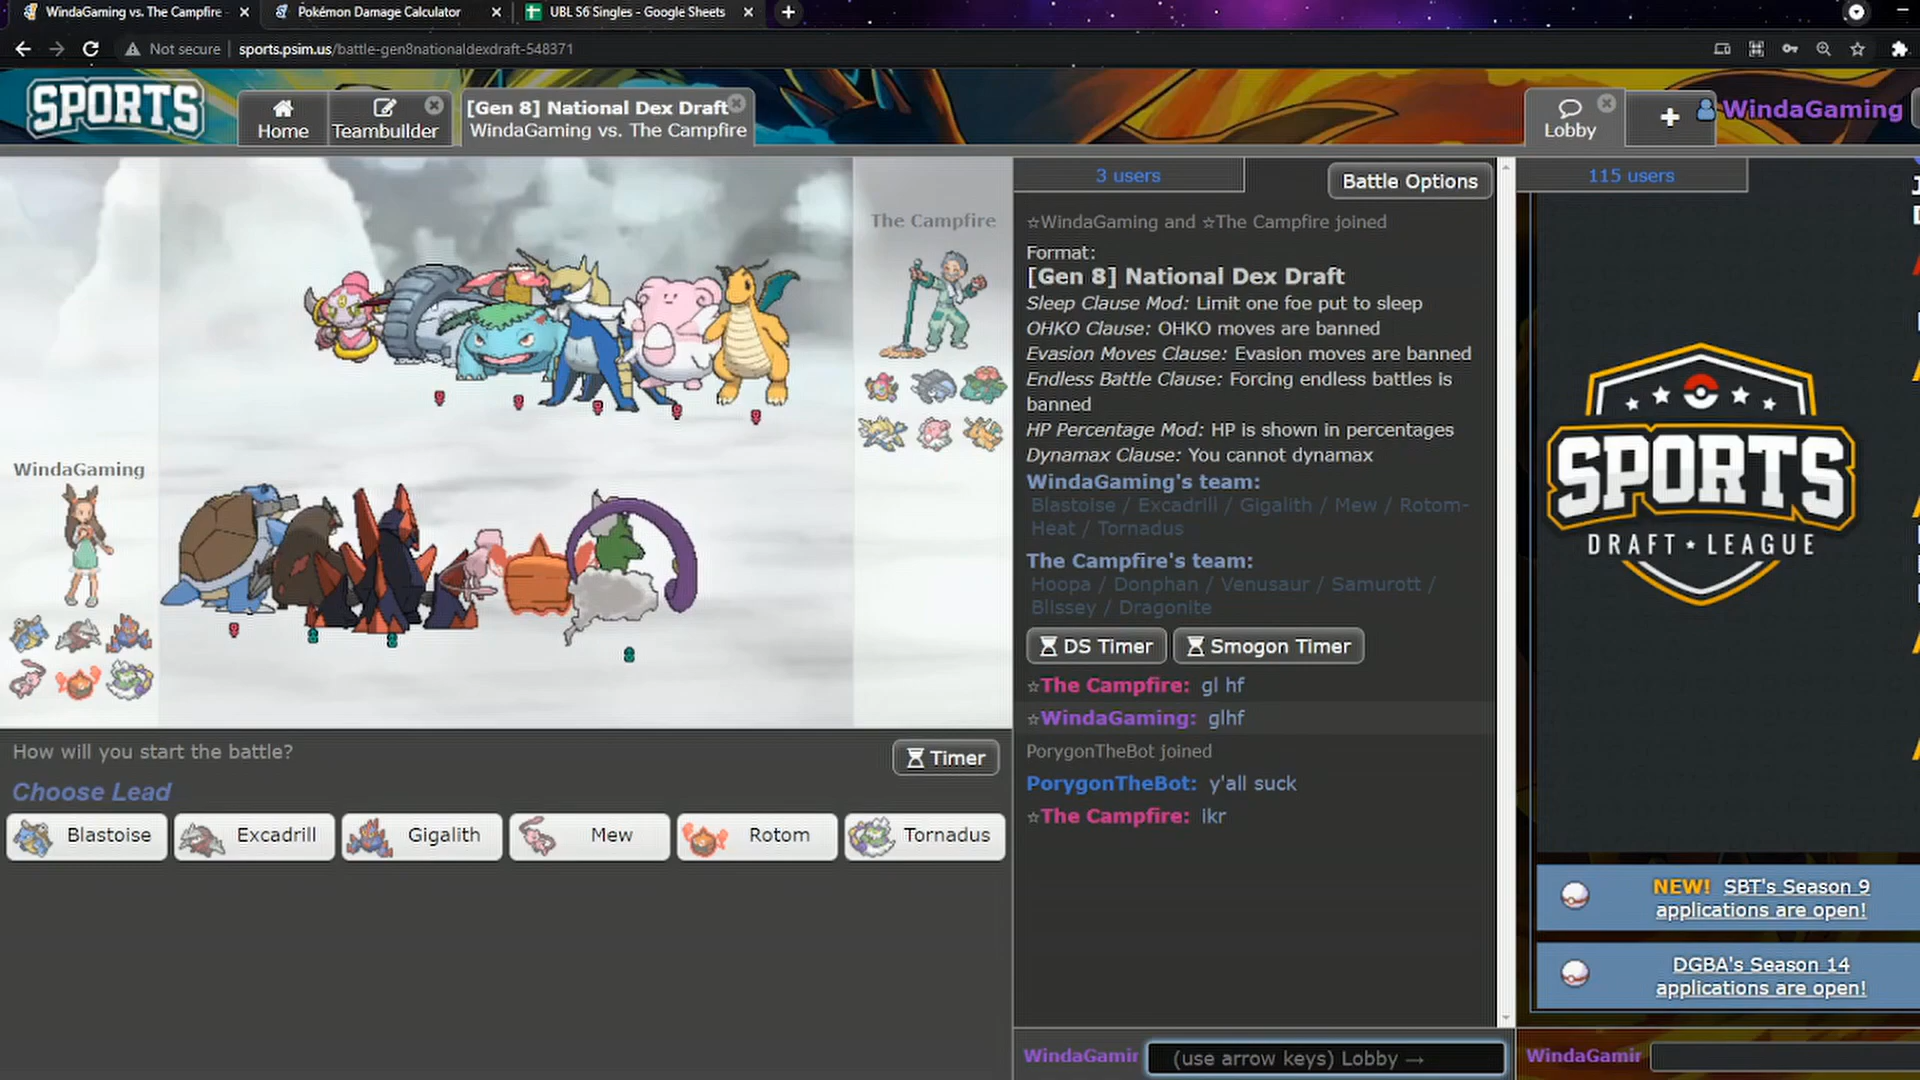 WindaGaming vs. The Campfire -
Pokémon Damage Calculator
UBL S6 Singles - Google Sheets
Not secure | sports.psim.us/battle-gen8nationaldexdraft-548371
SPORTS
Home
Teambuilder
[Gen 8] National Dex Draft
WindaGaming vs. The Campfire
Lobby
WindaGaming
The Campfire
WindaGaming
How will you start the battle?
Timer
Choose Lead
Blastoise
Excadrill
Gigalith
Mew
Rotom
Tornadus
3 users
Battle Options
☆WindaGaming and ☆The Campfire joined
Format:
[Gen 8] National Dex Draft
Sleep Clause Mod: Limit one foe put to sleep
OHKO Clause: OHKO moves are banned
Evasion Moves Clause: Evasion moves are banned
Endless Battle Clause: Forcing endless battles is
banned
HP Percentage Mod: HP is shown in percentages
Dynamax Clause: You cannot dynamax
WindaGaming's team:
Blastoise / Excadrill / Gigalith / Mew / Rotom-
Heat / Tornadus
The Campfire's team:
Hoopa / Donphan / Venusaur / Samurott /
Blissey / Dragonite
DS Timer
Smogon Timer
☆The Campfire: gl hf
☆WindaGaming: glhf
PorygonTheBot joined
PorygonTheBot: y'all suck
☆The Campfire: Ikr
WindaGamir
(use arrow keys) Lobby →
115 users
SPORTS
DRAFT ★ LEAGUE
NEW! SBT's Season 9
applications are open!
DGBA's Season 14
applications are open!
WindaGamir